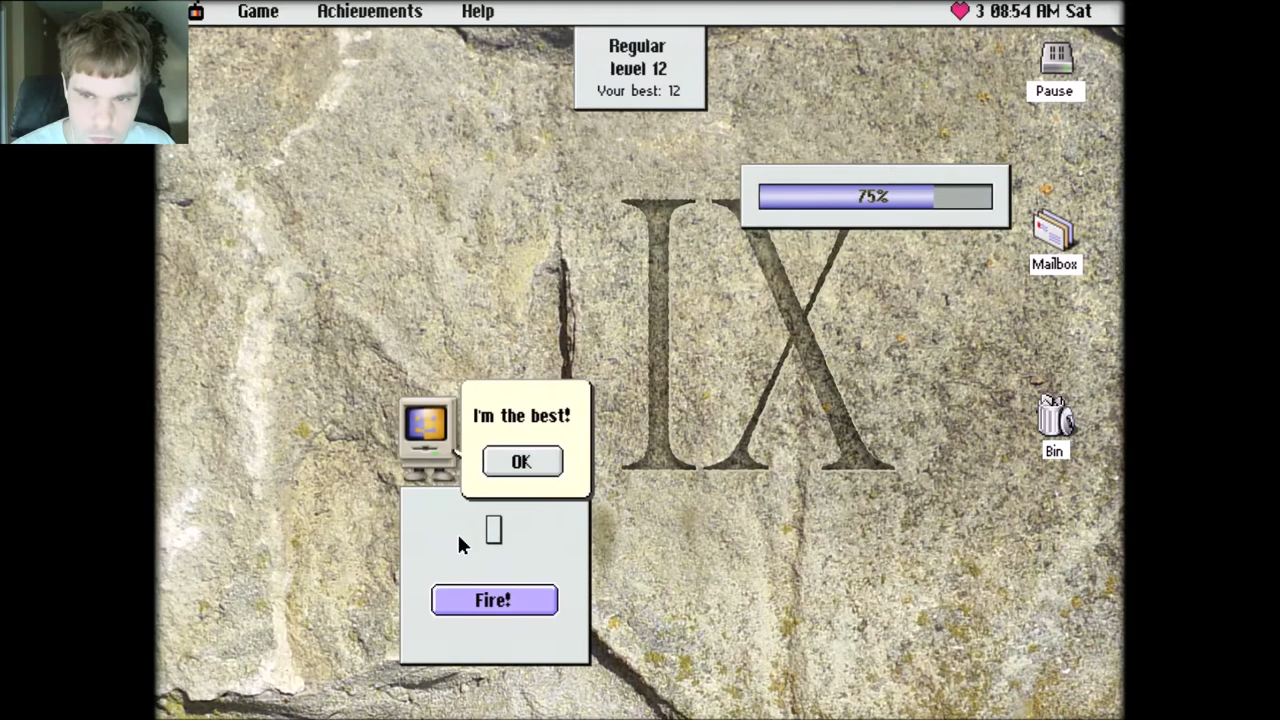 Game Achievements Help 3 08:54 AM Sat
Regular
level 12
Your best: 12
Pause
75%
IX
Mailbox
I'm the best!
OK
Bin
Fire!